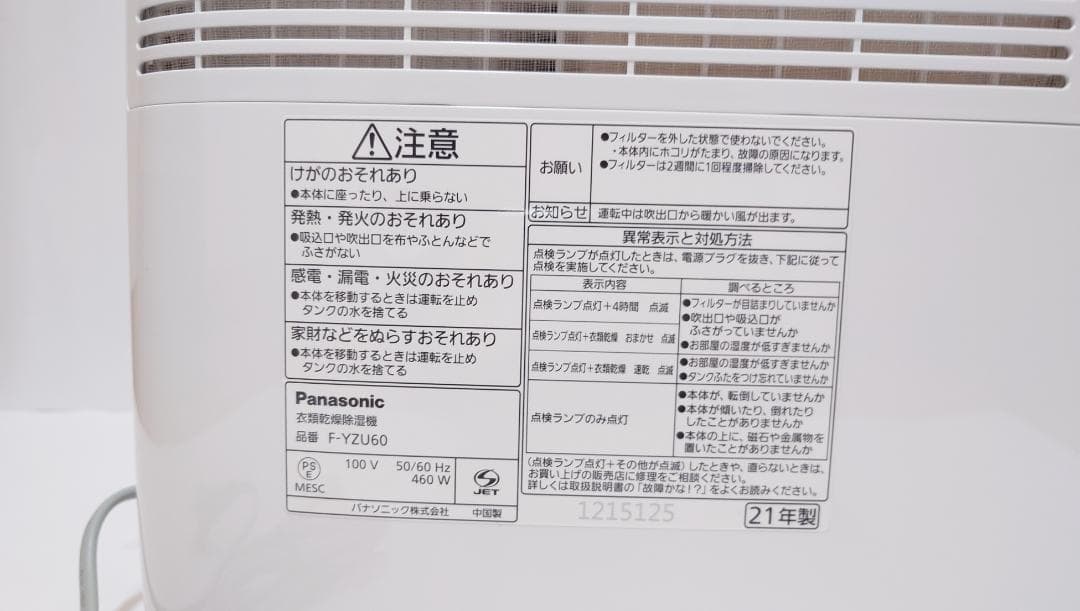 ⚠注意
けがのおそれあり
●本体に座ったり、上に乗らない
発熱・発火のおそれあり
●吸込口や吹出口を布やふとんなどで
ふさがない
感電・漏電・火災のおそれあり
●本体を移動するときは運転を止め
タンクの水を捨てる
家財などをぬらすおそれあり
●本体を移動するときは運転を止め
タンクの水を捨てる
Panasonic
衣類乾燥除湿機
品番 F-YZU60
PS
E
MESC
100 V 50/60 Hz
460 W
S
JET
パナソニック株式会社 中国製
お願い
●フィルターを外した状態で使わないでください。
・本体内にホコリがたまり、故障の原因になります。
●フィルターは2週間に1回程度掃除してください。
お知らせ 運転中は吹出口から暖かい風が出ます。
異常表示と対処方法
点検ランプが点灯したときは、電源プラグを抜き、下記に従って
点検を実施してください。
表示内容 調べるところ
点検ランプ点灯+4時間 点滅
●フィルターが目詰まりしていませんか
点検ランプ点灯+衣類乾燥 おまかせ 点滅
●吹出口や吸込口が
ふさがっていませんか
●お部屋の温度が低すぎませんか
点検ランプ点灯+衣類乾燥 速乾 点滅
●お部屋の湿度が低すぎませんか
●タンクふたをつけ忘れていませんか
点検ランプのみ点灯
●本体が、転倒していませんか
●本体が傾いたり、倒れたり
したことがありませんか
●本体の上に、磁石や金属物を
置いたことがありませんか
(点検ランプ点灯+その他が点滅)したときや、直らないときは、
お買い上げの販売店に修理をご相談ください。
詳しくは取扱説明書の「故障かな!?」をよくお読みください。
1215125
21年製